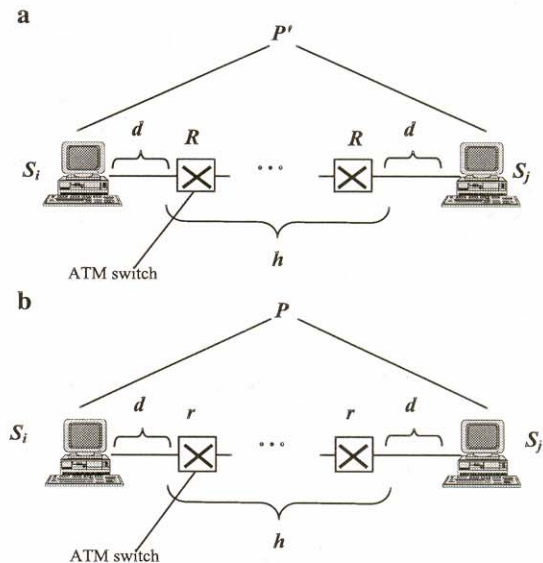 a
P'
d R R d
S_i S_j
h
ATM switch
b
P
d r r d
S_i S_j
h
ATM switch